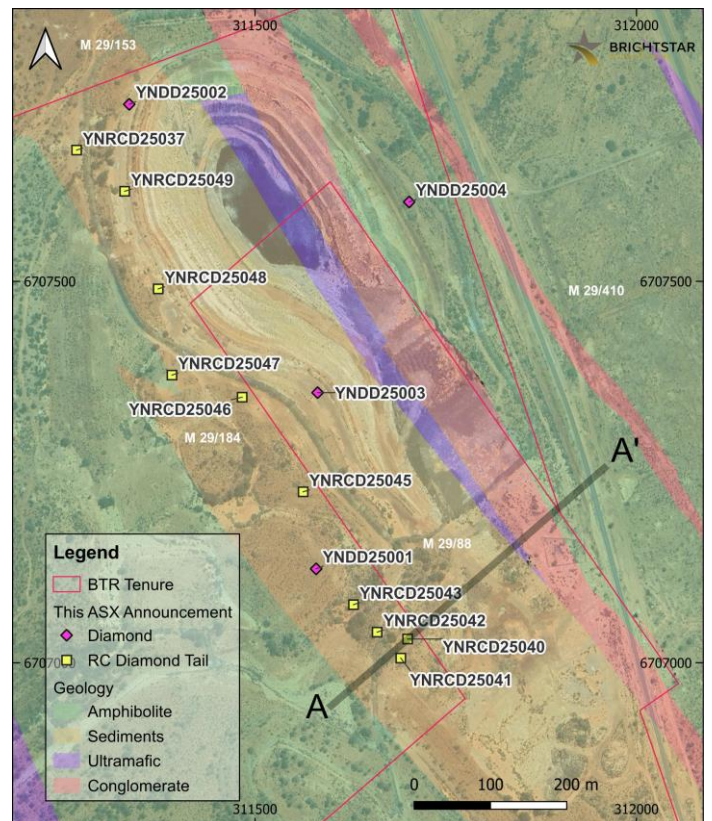 311500
312000
M 29/153
BRIGHTSTAR
YNDD25002
YNRCD25037
YNRCD25049
YNDD25004
6707500
6707500
YNRCD25048
M 29/410
YNRCD25047
YNDD25003
YNRCD25046
M 29/184
A'
YNRCD25045
M 29/88
YNDD25001
Legend
BTR Tenure
This ASX Announcement
Diamond
RC Diamond Tail
Geology
Amphibolite
Sediments
Ultramafic
Conglomerate
YNRCD25043
YNRCD25042
YNRCD25040
6707000
6707000
YNRCD25041
A
0 100 200 m
311500
312000